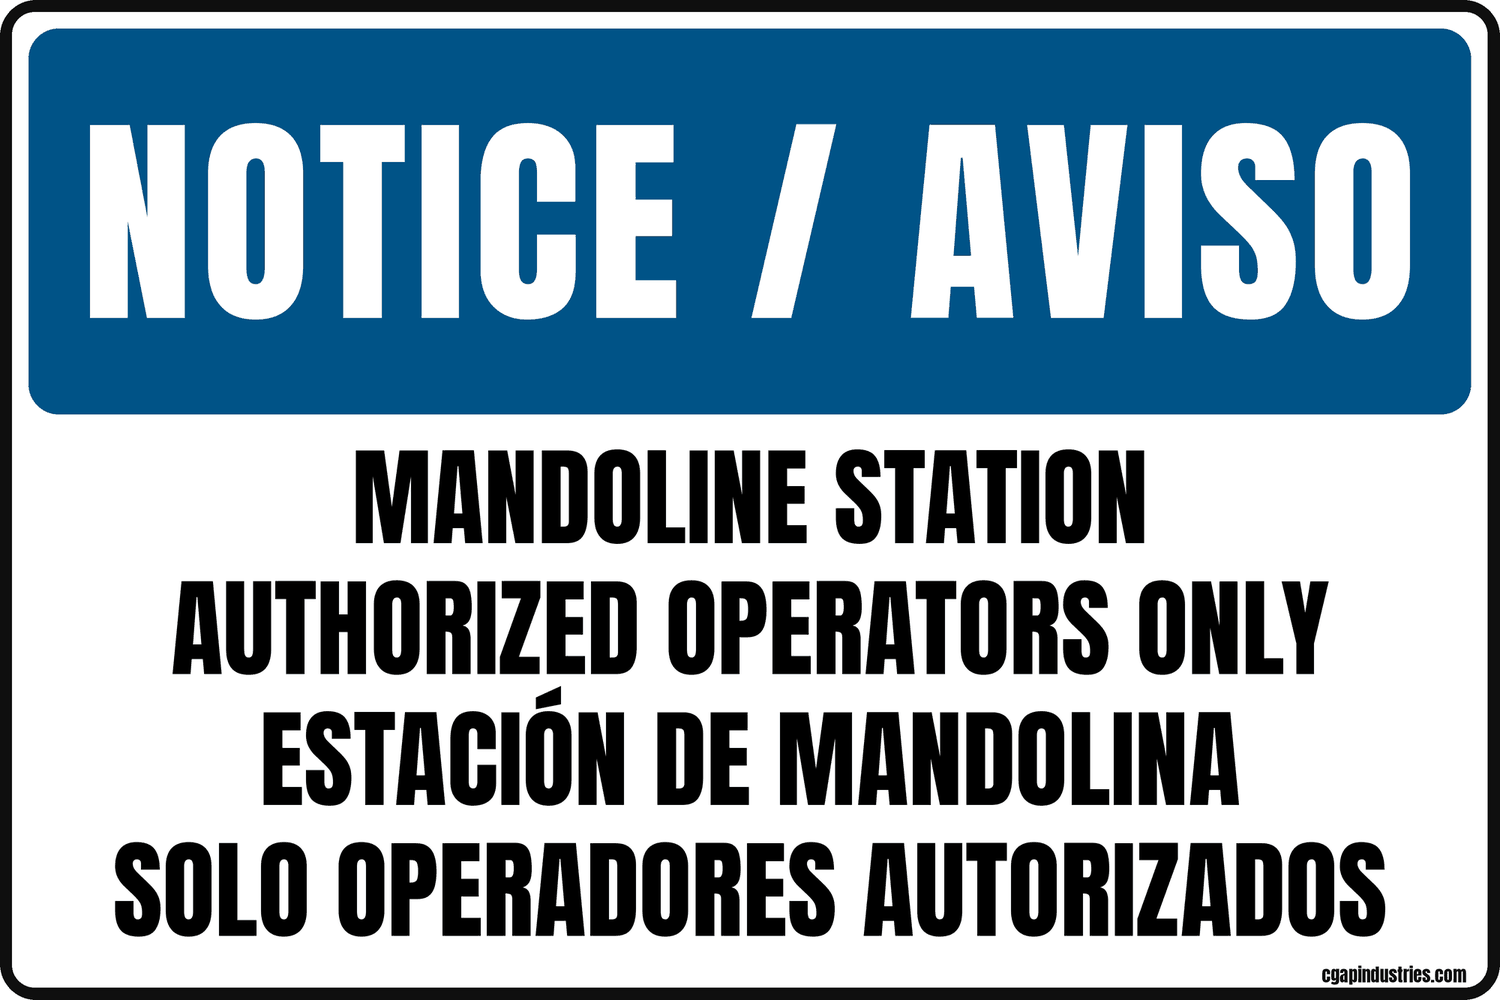 NOTICE / AVISO
MANDOLINE STATION
AUTHORIZED OPERATORS ONLY
ESTACIÓN DE MANDOLINA
SOLO OPERADORES AUTORIZADOS
cgapindustries.com